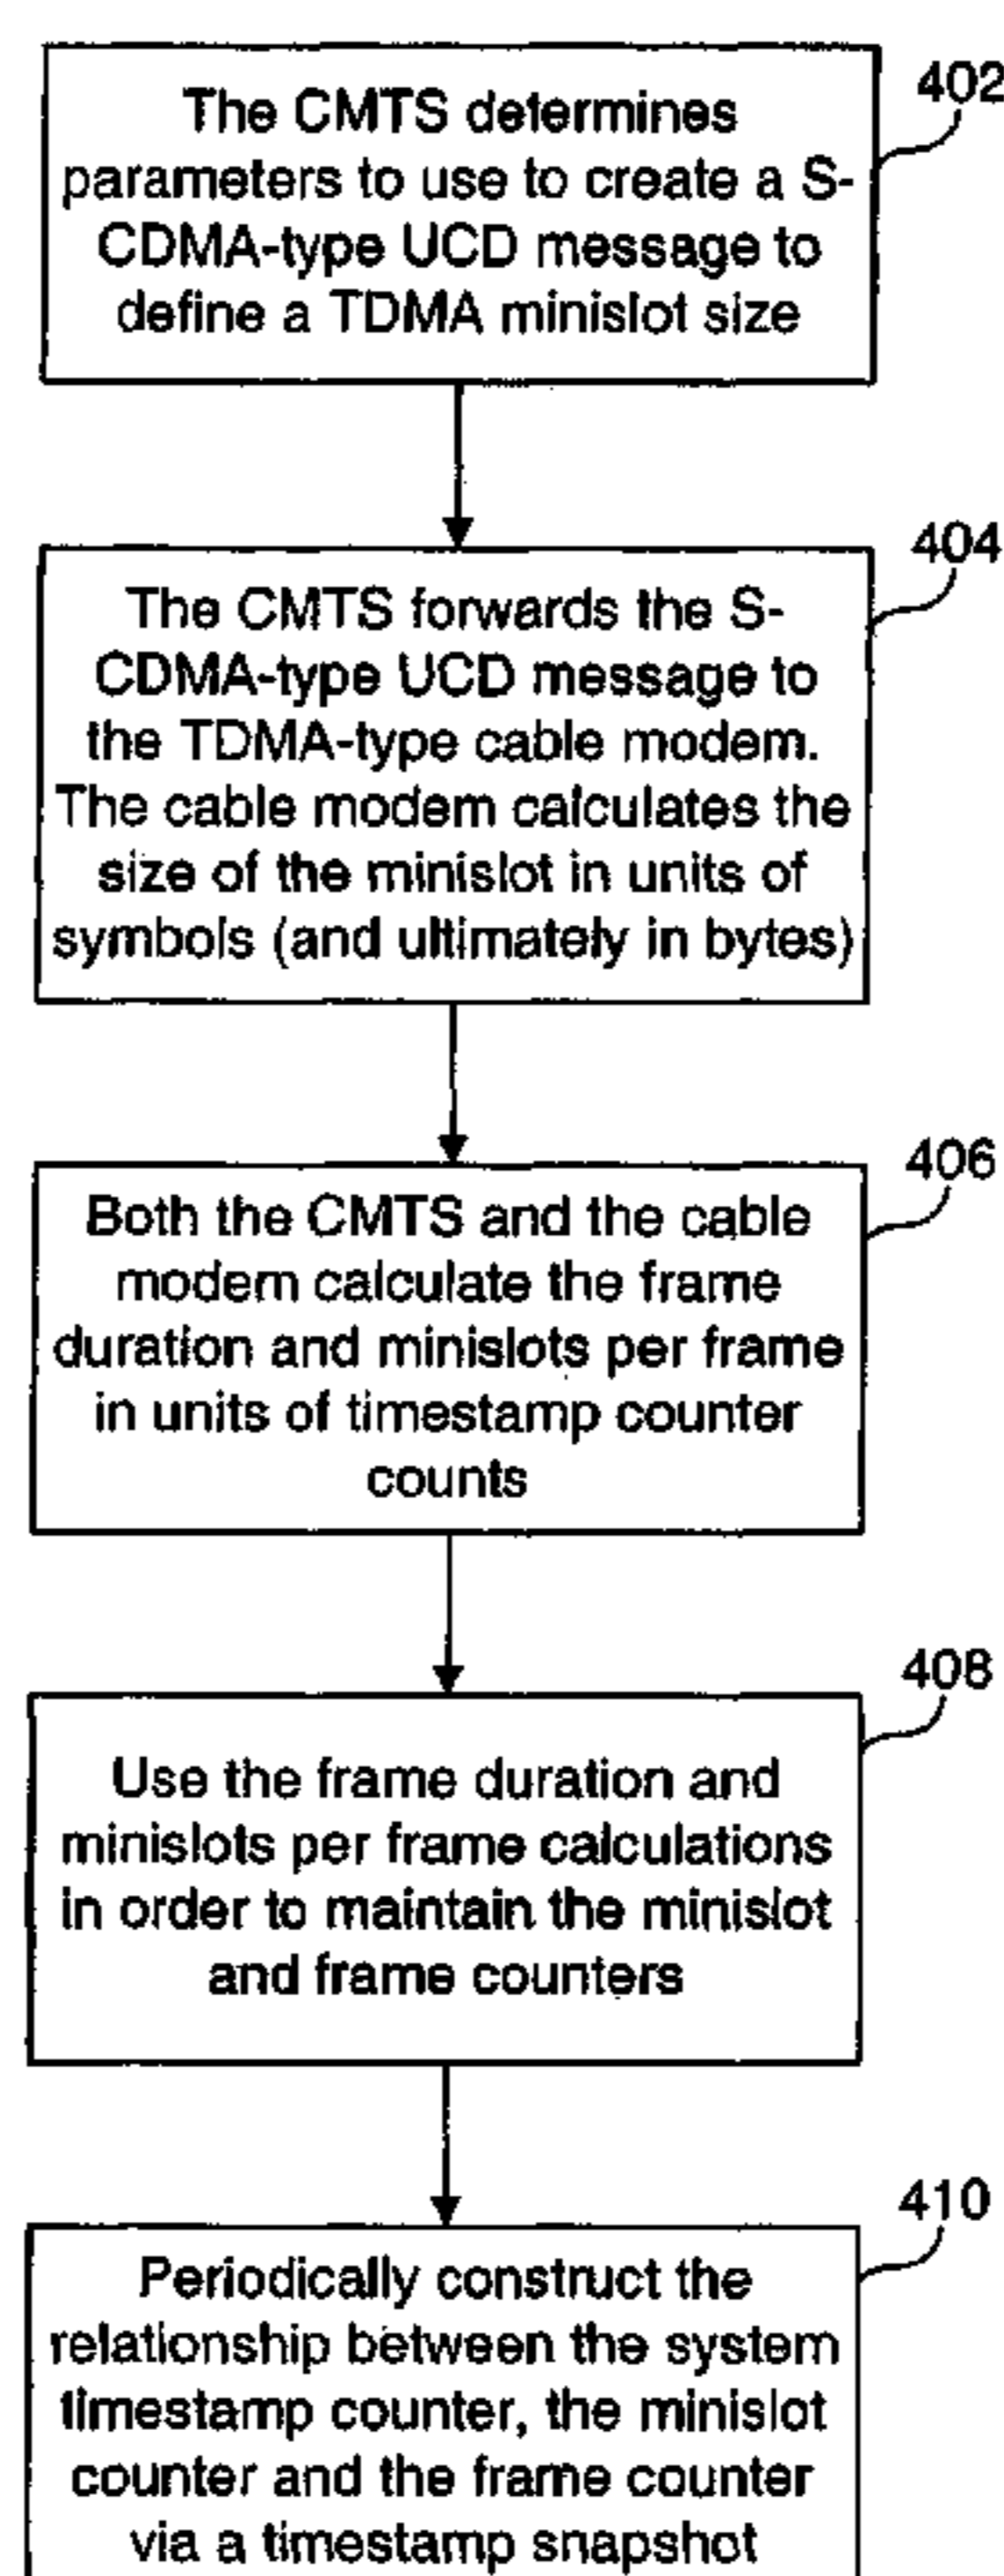 402
The CMTS determines
parameters to use to create a S-
CDMA-type UCD message to
define a TDMA minislot size
404
The CMTS forwards the S-
CDMA-type UCD message to
the TDMA-type cable modem.
The cable modem calculates the
size of the minislot in units of
symbols (and ultimately in bytes)
406
Both the CMTS and the cable
modem calculate the frame
duration and minislots per frame
in units of timestamp counter
counts
408
Use the frame duration and
minislots per frame calculations
in order to maintain the minislot
and frame counters
410
Periodically construct the
relationship between the system
timestamp counter, the minislot
counter and the frame counter
via a timestamp snapshot